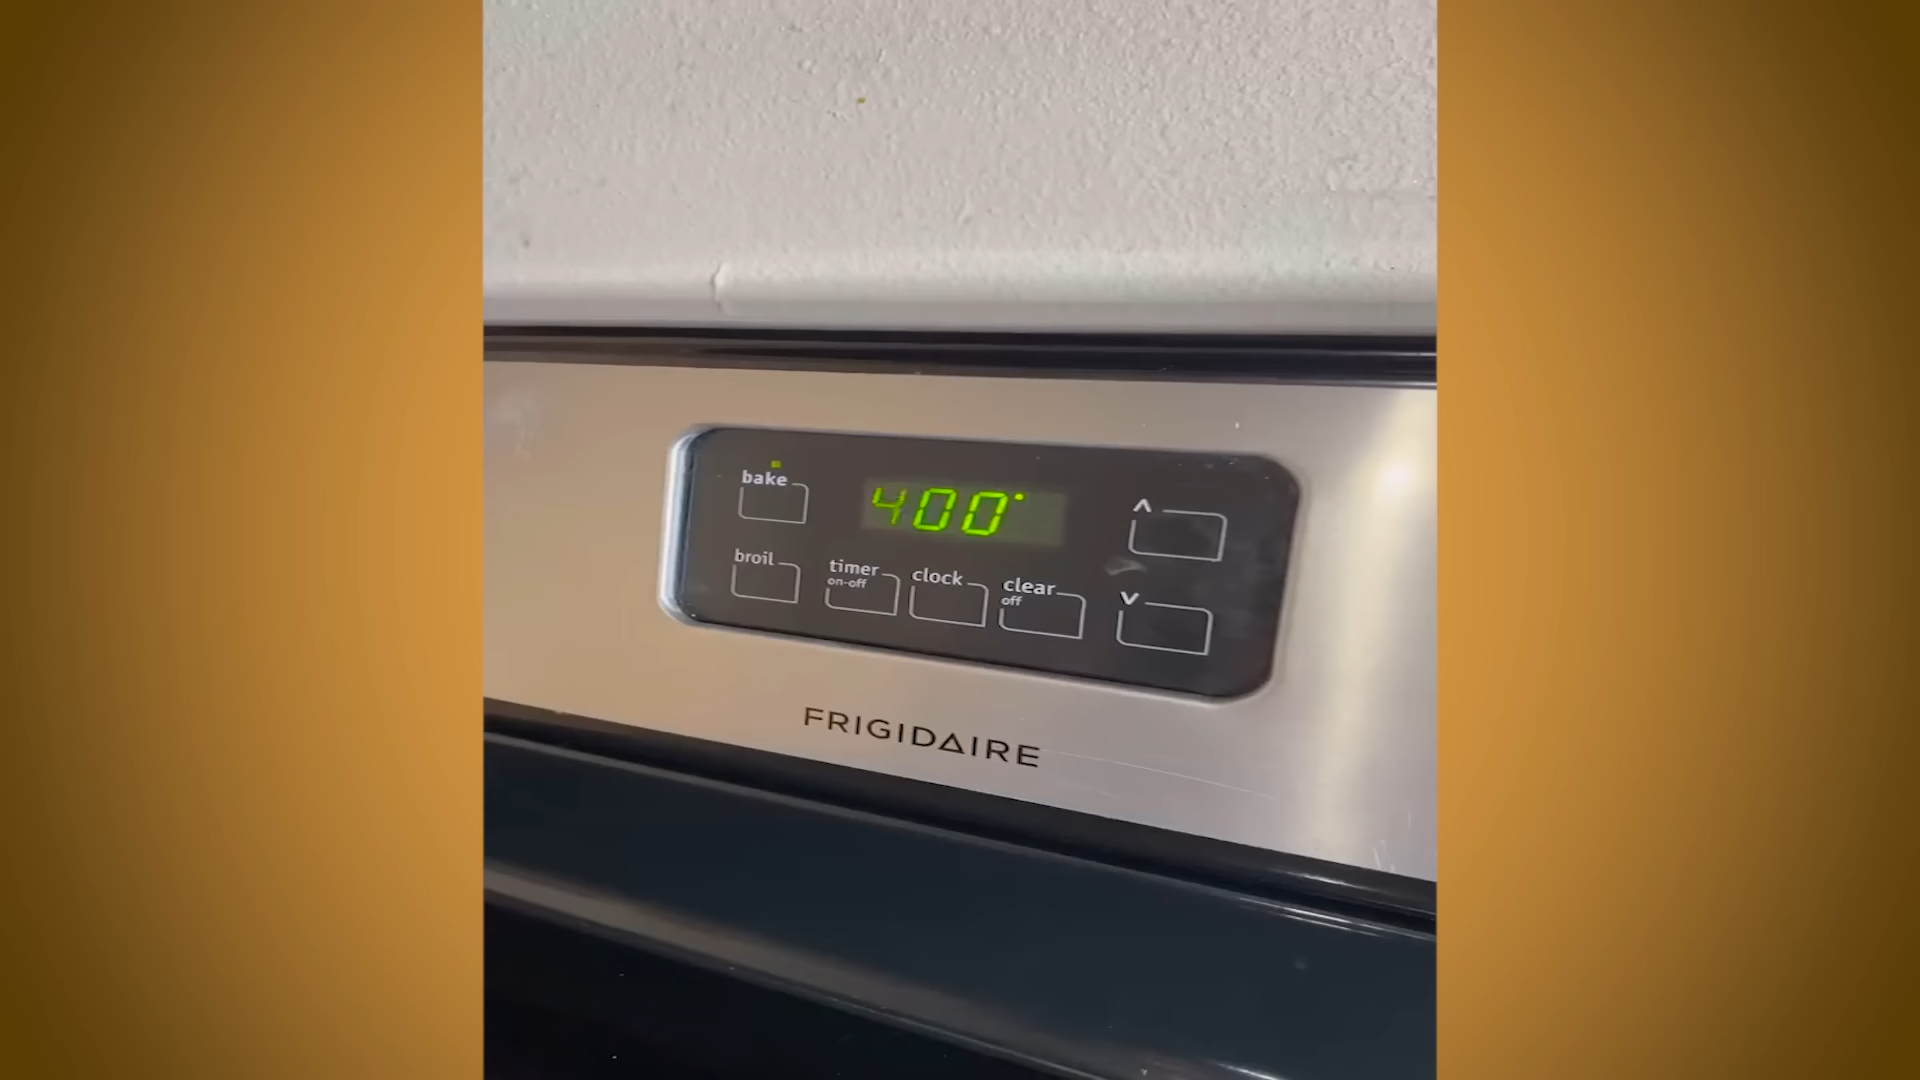 bake
400°
broil
timer
on-off
clock
clear
off
FRIGIDAIRE